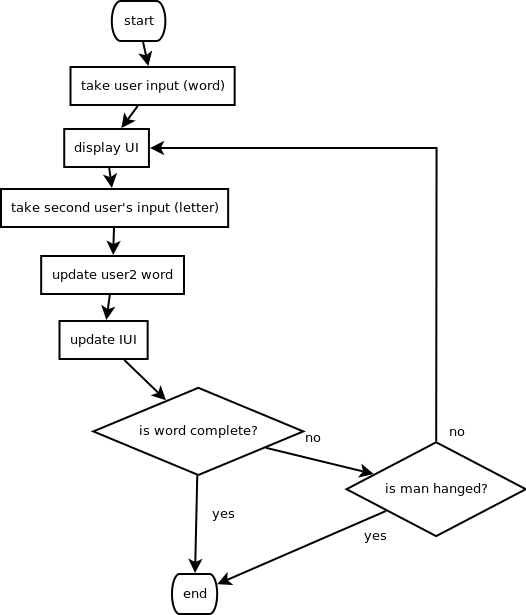 start
take user input (word)
display UI
take second user's input (letter)
update user2 word
update IUI
is word complete?
no
no
is man hanged?
yes
yes
end